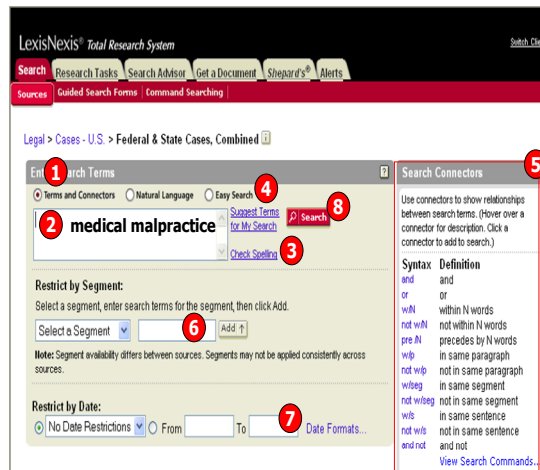 LexisNexis® Total Research System
Switch Clie
Search Research Tasks Search Advisor Get a Document Shepard's® Alerts
Sources Guided Search Forms Command Searching
Legal > Cases - U.S. > Federal & State Cases, Combined i
1
Ent arch Terms ?
Terms and Connectors Natural Language Easy Search
4
2 medical malpractice
Suggest Terms
for My Search
Search
8
Check Spelling
3
Restrict by Segment:
Select a segment, enter search terms for the segment, then click Add.
Select a Segment 6 Add ↑
Note: Segment availability differs between sources. Segments may not be applied consistently across
sources.
Restrict by Date:
No Date Restrictions From To 7 Date Formats...
Search Connectors
5
Use connectors to show relationships
between search terms. (Hover over a
connector for description. Click a
connector to add to search.)
Syntax Definition
and and
or or
w/N within N words
not w/N not within N words
pre /N precedes by N words
w/p in same paragraph
not w/p not in same paragraph
w/seg in same segment
not w/seg not in same segment
w/s in same sentence
not w/s not in same sentence
and not and not
View Search Commands..